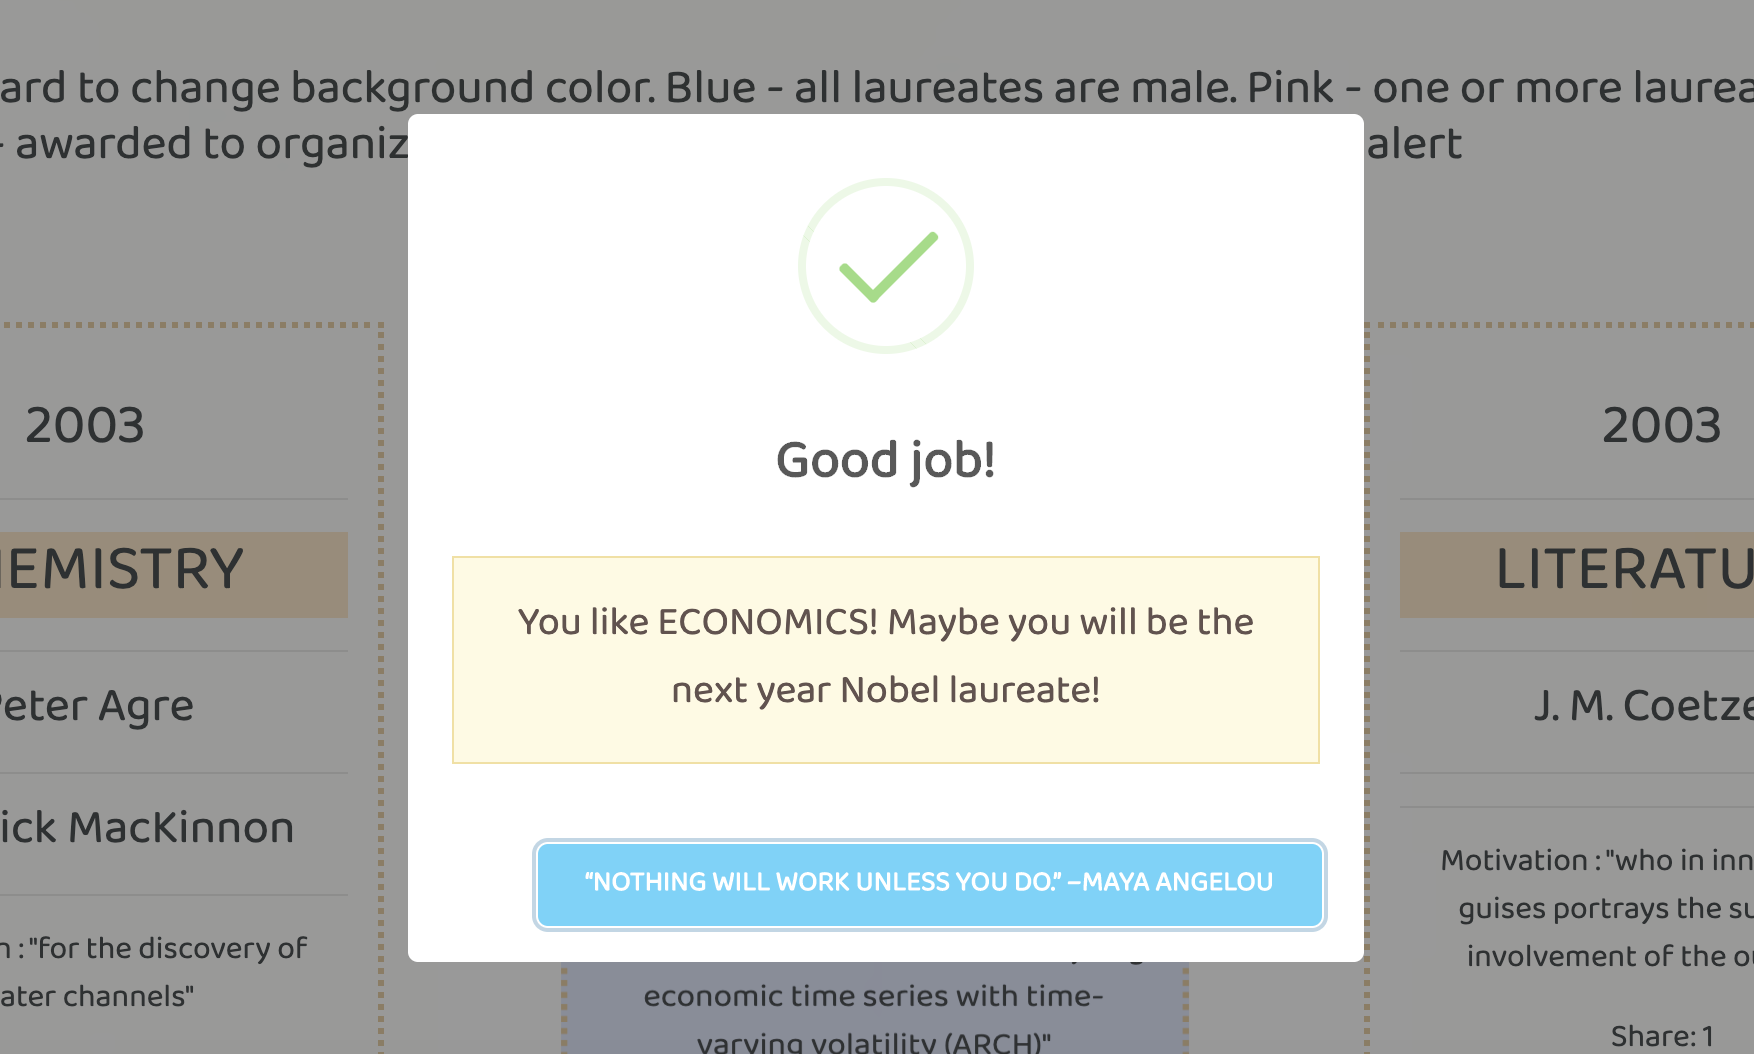 ard to change background color. Blue - all laureates are male. Pink - one or more laurea
- awarded to organiz alert
2003
HEMISTRY
Peter Agre
ick MacKinnon
n : "for the discovery of
ater channels"
Good job!
You like ECONOMICS! Maybe you will be the
next year Nobel laureate!
“NOTHING WILL WORK UNLESS YOU DO.” –MAYA ANGELOU
economic time series with time-
varying volatility (ARCH)"
2003
LITERATU
J. M. Coetze
Motivation : "who in inn
guises portrays the su
involvement of the ou
Share: 1